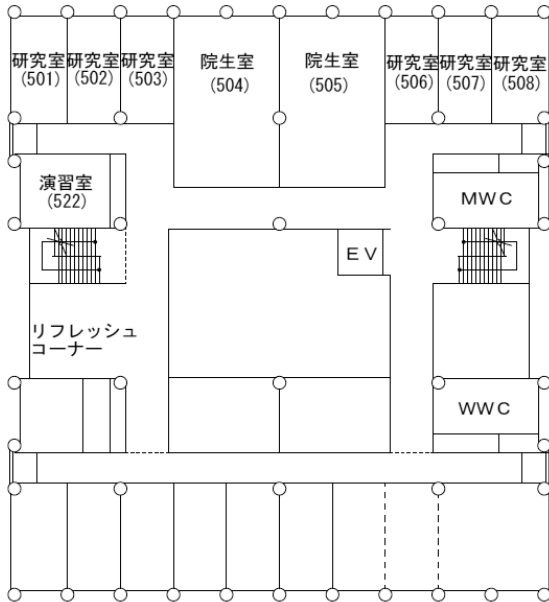 研究室
(501)
研究室
(502)
研究室
(503)
院生室
(504)
院生室
(505)
研究室
(506)
研究室
(507)
研究室
(508)
演習室
(522)
ＭＷＣ
ＥＶ
リフレッシュ
コーナー
ＷＷＣ